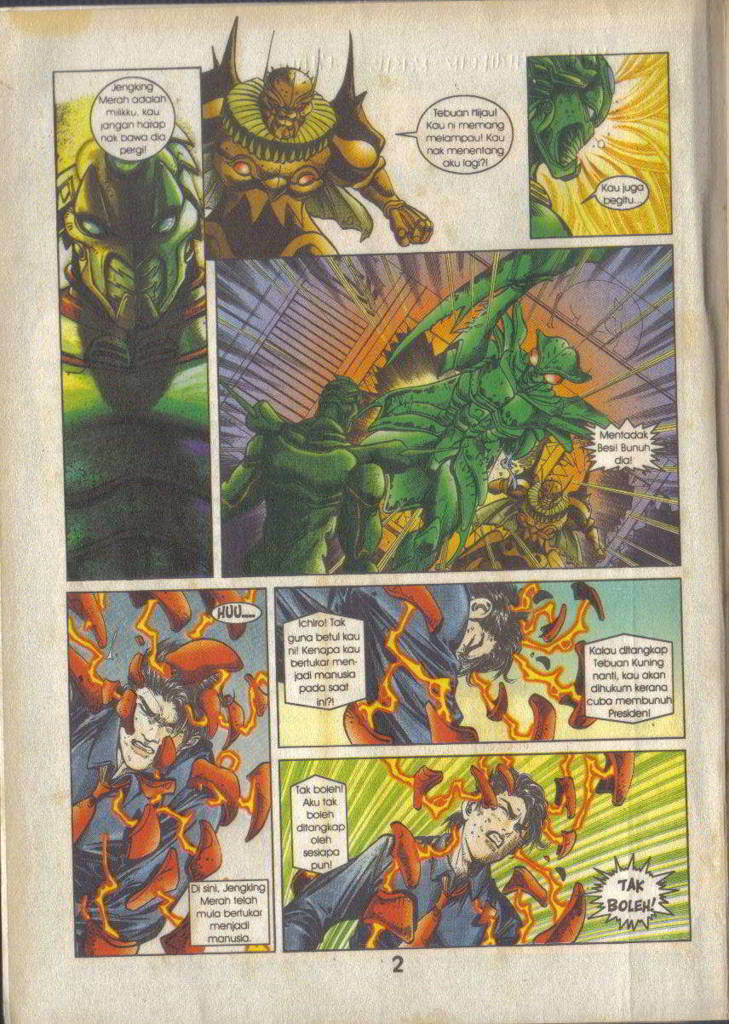 Jengking
Merah adalah
milikku, kau
jangan harap
nak bawa dia
pergi!
Tebuan Hijau!
Kau ni memang
melampau! Kau
nak menentang
aku lagi?!
Kau juga
begitu...
Mentadak
Besi! Bunuh
dia!
HUU...
Di sini, Jengking
Merah telah
mula bertukar
menjadi
manusia.
Ichiro! Tak
guna betul kau
ni! Kenapa kau
bertukar men-
jadi manusia
pada saat
ini?!
Kalau ditangkap
Tebuan Kuning
nanti, kau akan
dihukum kerana
cuba membunuh
Presiden!
Tak boleh!
Aku tak
boleh
ditangkap
oleh
sesiapa
pun!
TAK
BOLEH!
2